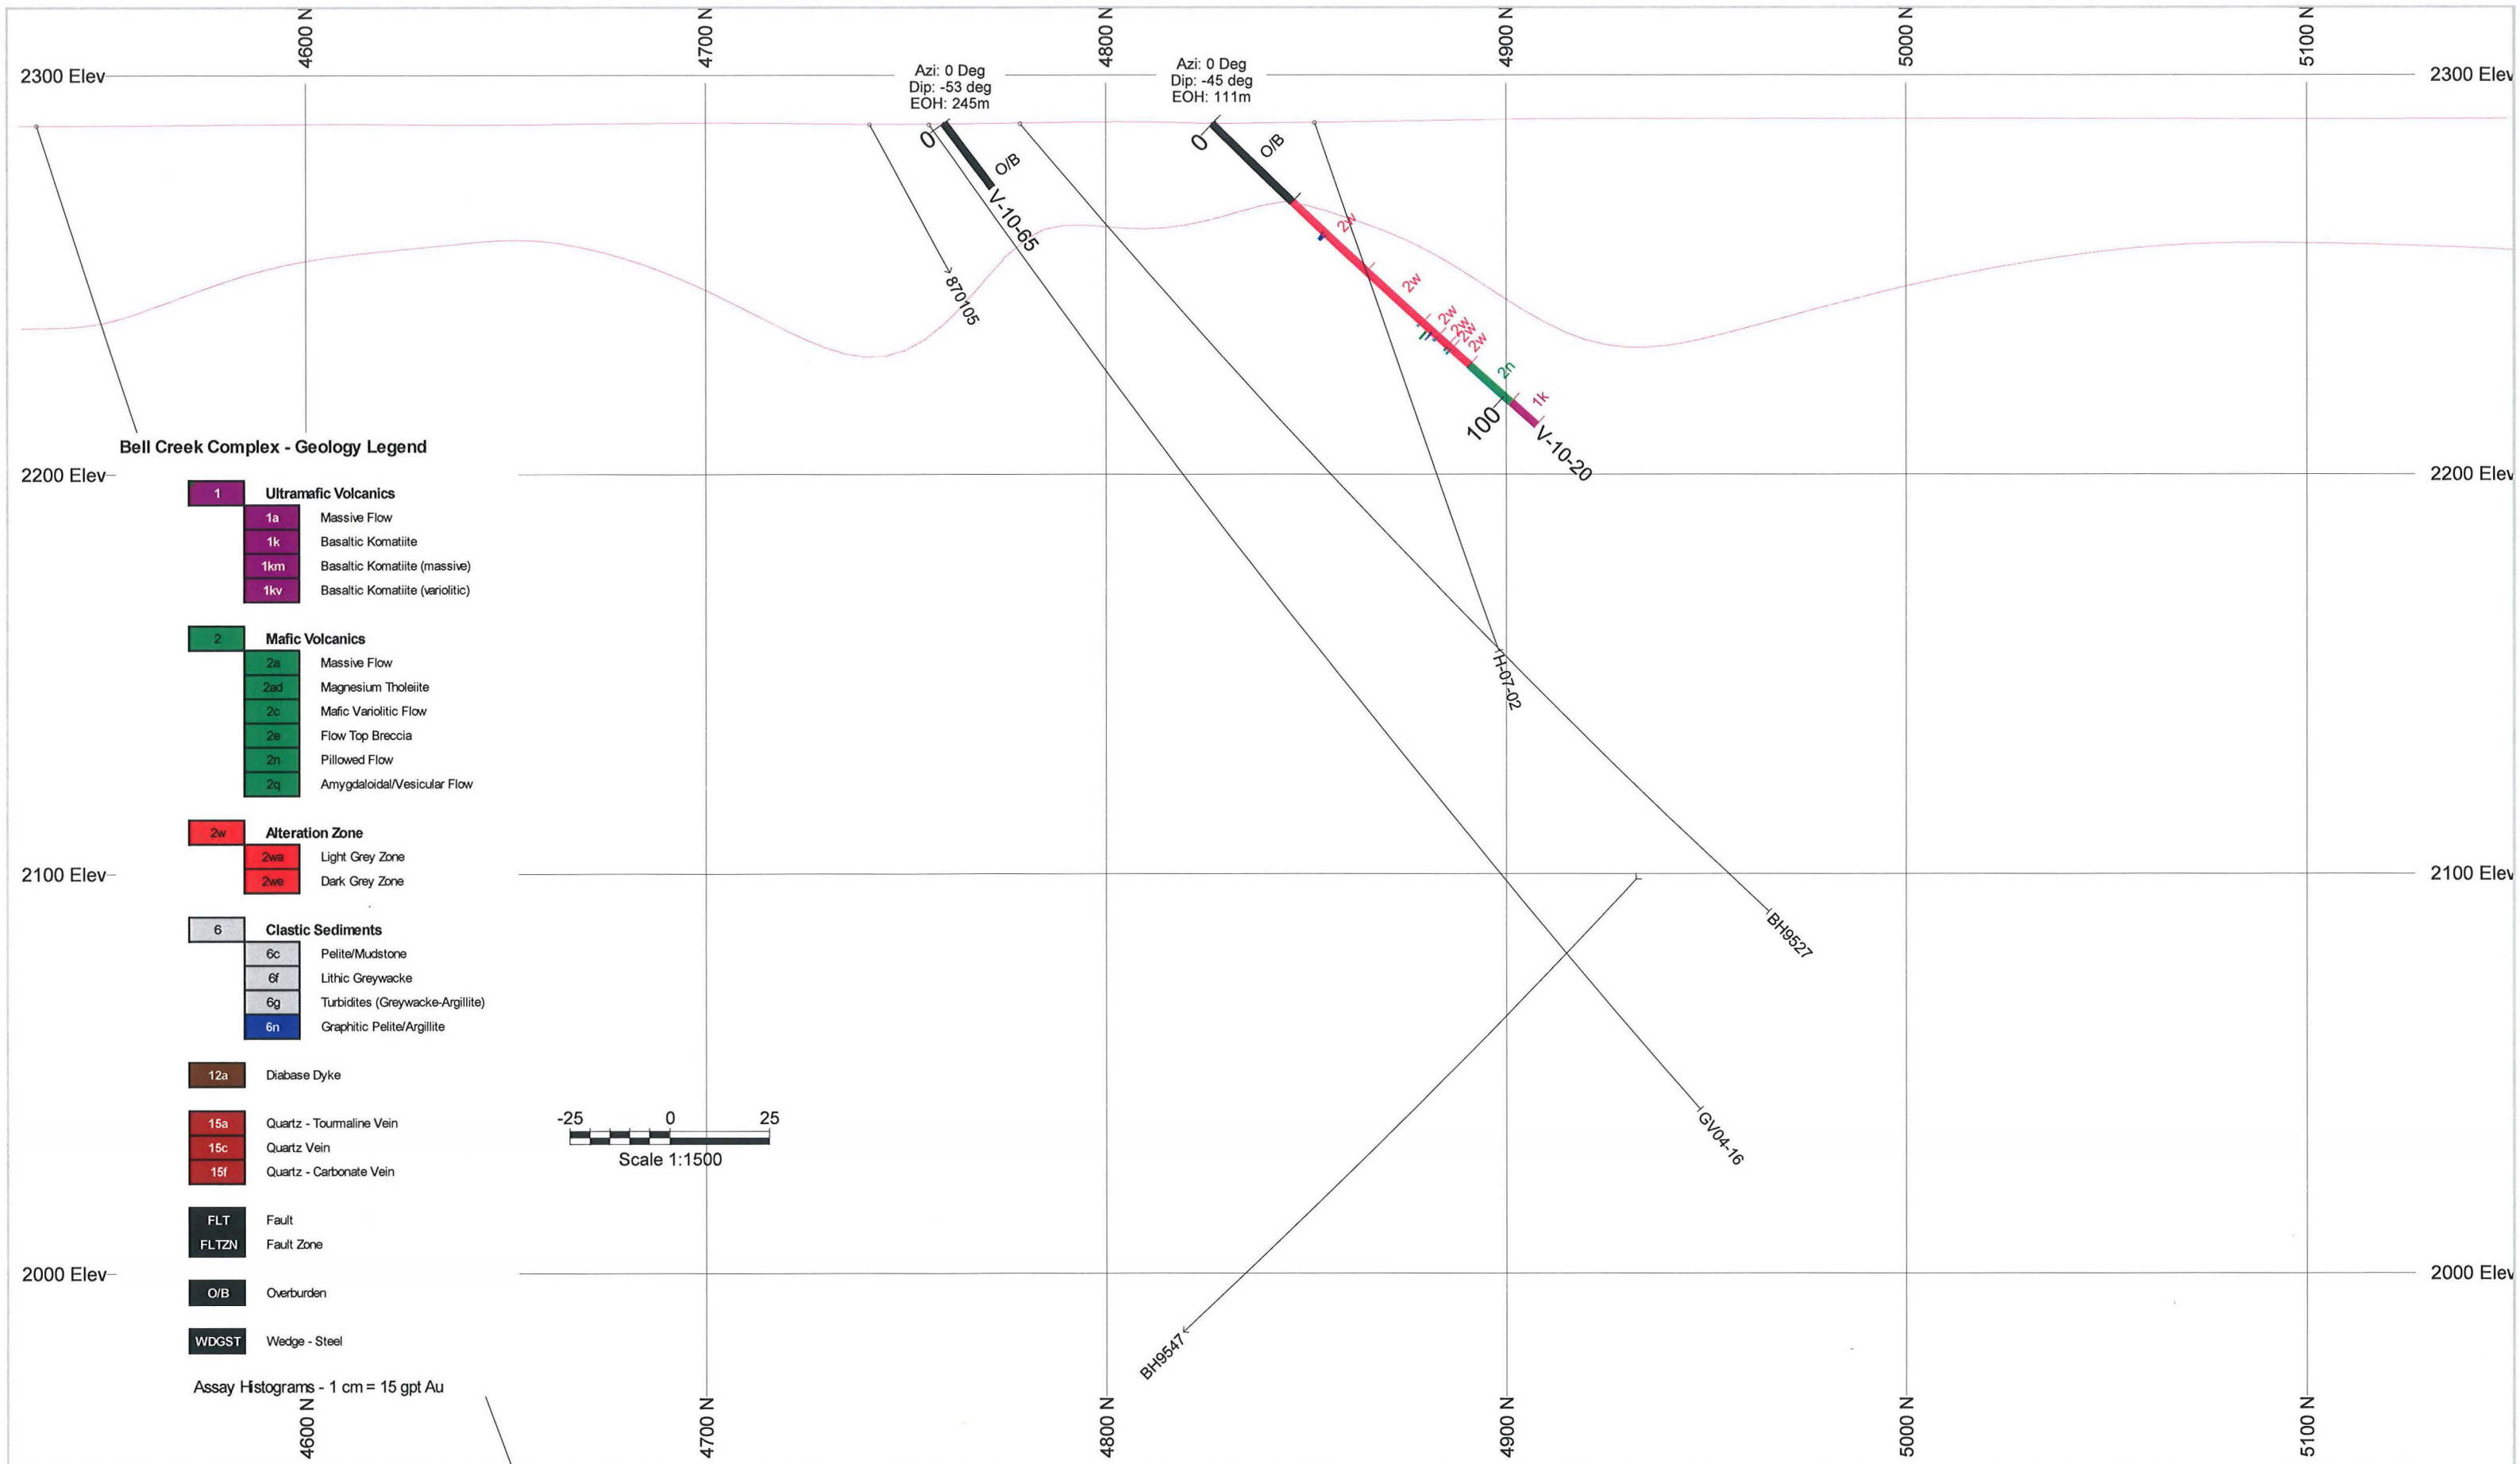 4600 N
4700 N
4800 N
4900 N
5000 N
5100 N
2300 Elev
2300 Elev
Azi: 0 Deg
Dip: -53 deg
EOH: 245m
Azi: 0 Deg
Dip: -45 deg
EOH: 111m
0
O/B
V-10-65
870105
0
O/B
2w
2w
2w
2w
2w
2w
2n
1k
100
V-10-20
Bell Creek Complex - Geology Legend
2200 Elev
2200 Elev
1 Ultramafic Volcanics
1a Massive Flow
1k Basaltic Komatiite
1km Basaltic Komatiite (massive)
1kv Basaltic Komatiite (variolitic)
2 Mafic Volcanics
2a Massive Flow
2ad Magnesium Tholeiite
2c Mafic Variolitic Flow
2e Flow Top Breccia
2n Pillowed Flow
2q Amygdaloidal/Vesicular Flow
H-07-02
2w Alteration Zone
2wa Light Grey Zone
2we Dark Grey Zone
2100 Elev
2100 Elev
BH9527
6 Clastic Sediments
6c Pelite/Mudstone
6f Lithic Greywacke
6g Turbidites (Greywacke-Argillite)
6n Graphitic Pelite/Argillite
12a Diabase Dyke
15a Quartz - Tourmaline Vein
15c Quartz Vein
15f Quartz - Carbonate Vein
-25 0 25
Scale 1:1500
GV04-16
FLT Fault
FLTZN Fault Zone
2000 Elev
2000 Elev
O/B Overburden
WDGST Wedge - Steel
BH9547
Assay Histograms - 1 cm = 15 gpt Au
4600 N
4700 N
4800 N
4900 N
5000 N
5100 N